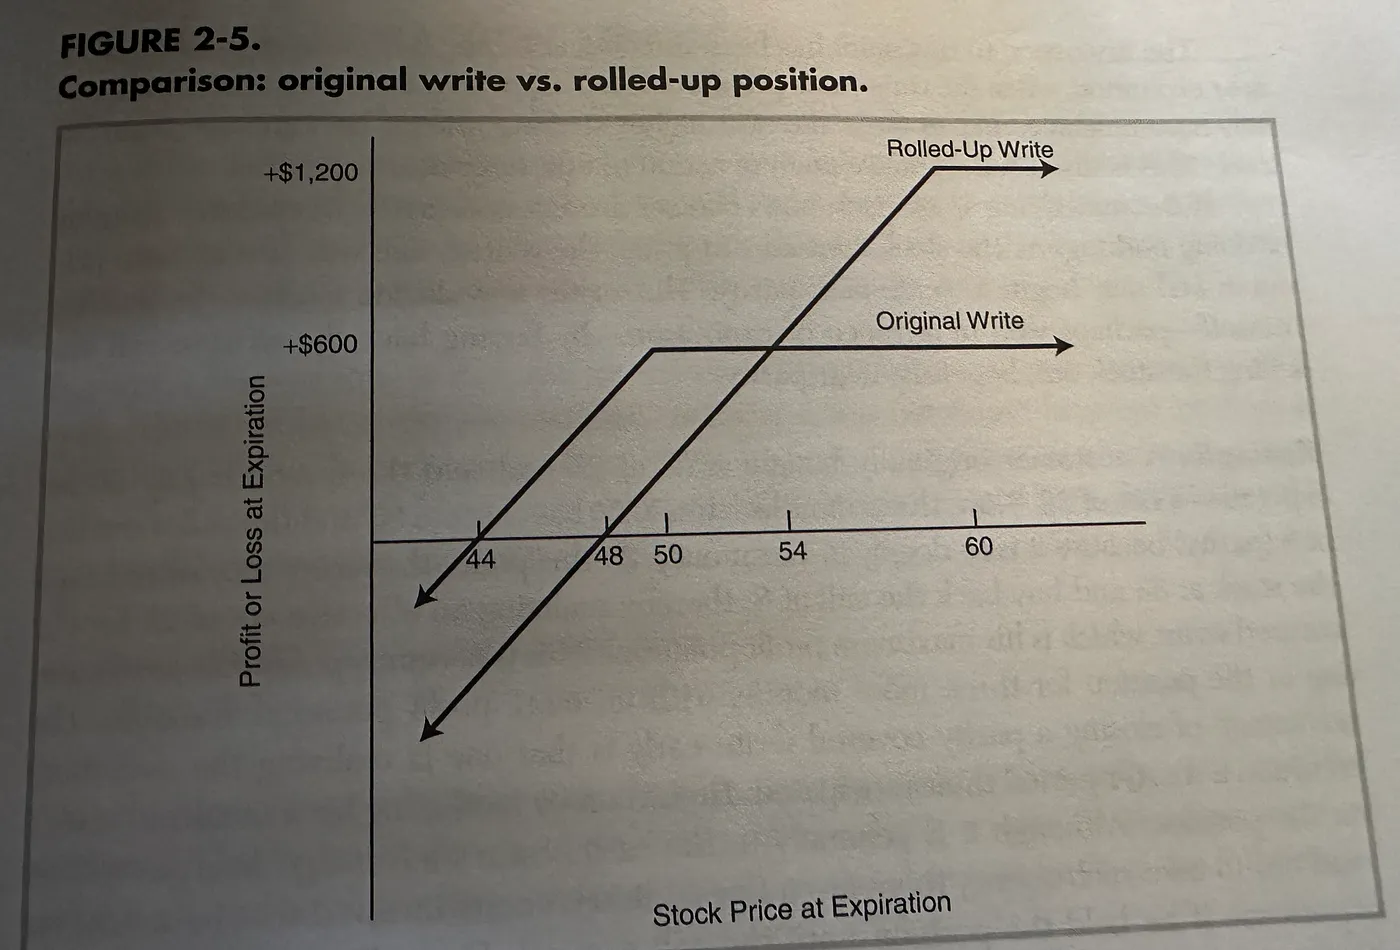 FIGURE 2-5.
Comparison: original write vs. rolled-up position.
Rolled-Up Write
+$1,200
Original Write
+$600
Profit or Loss at Expiration
44
48
50
54
60
Stock Price at Expiration